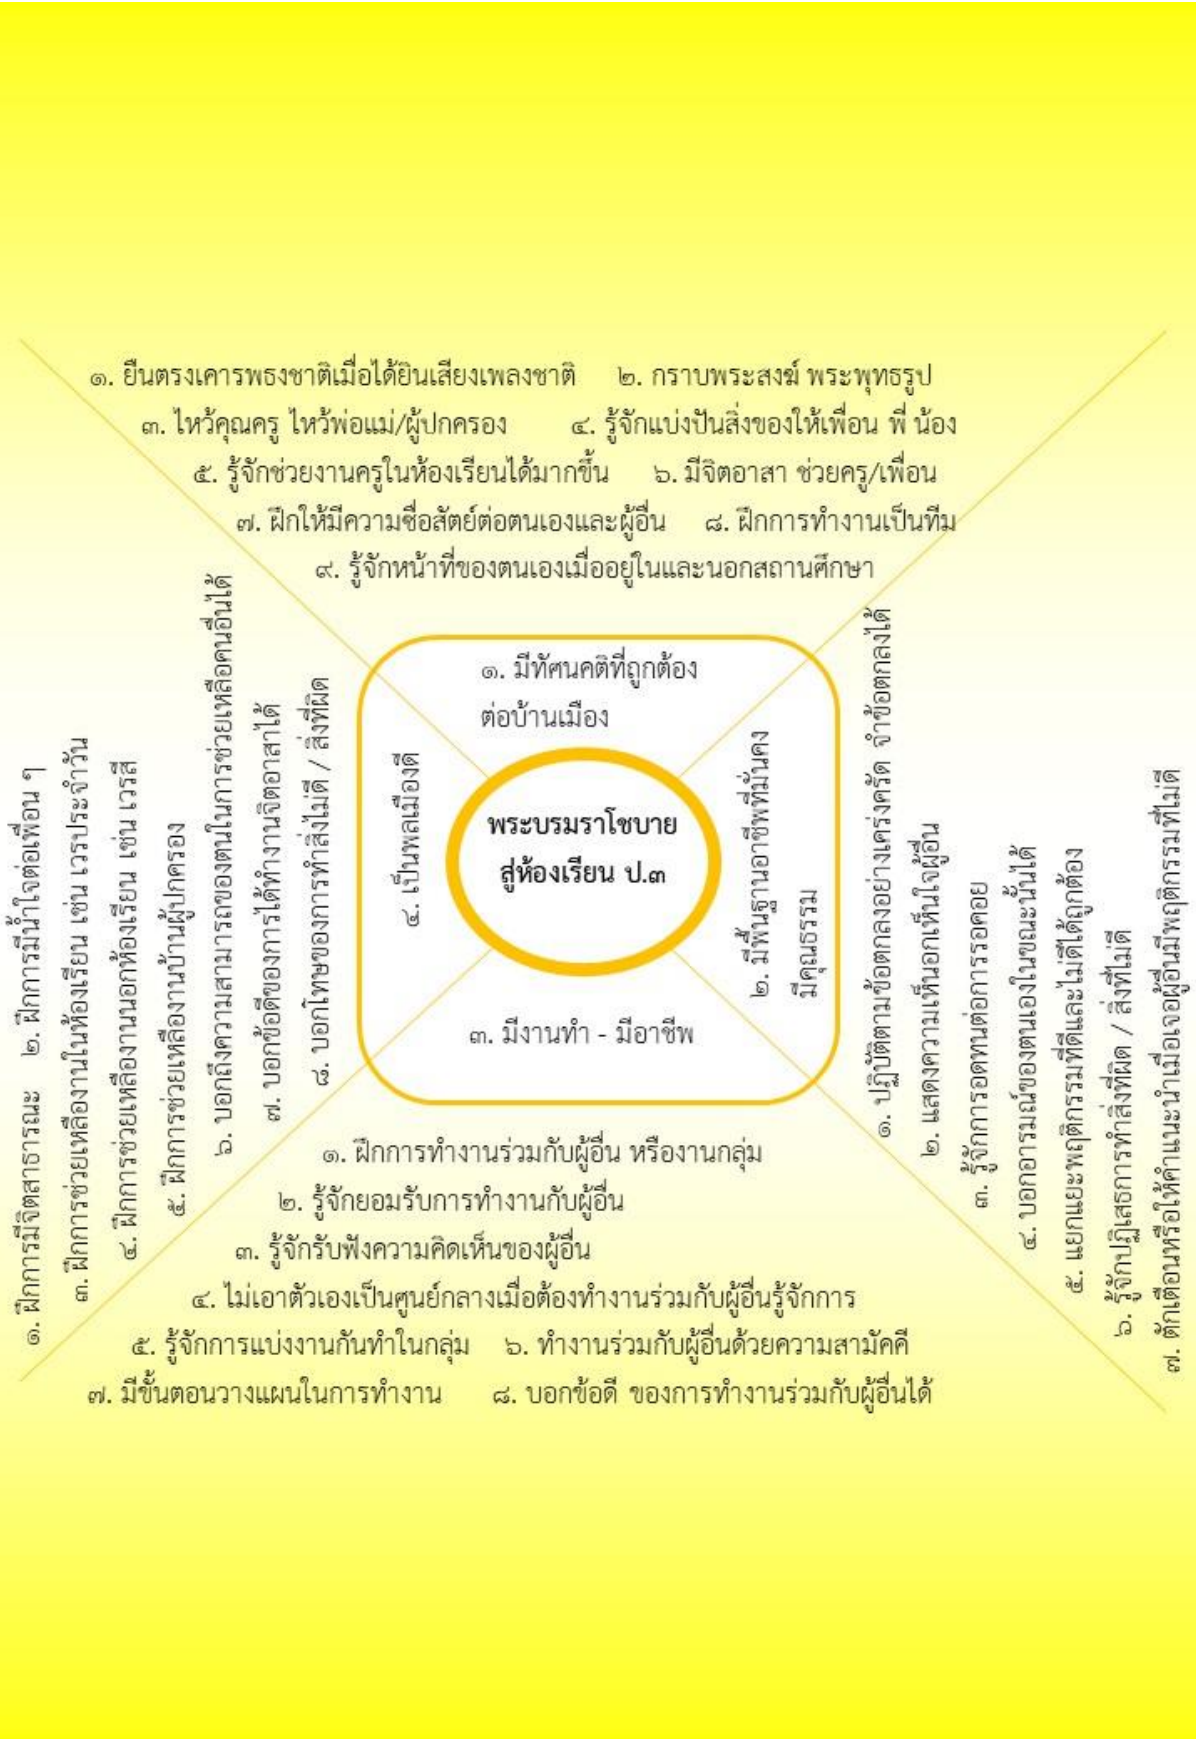 ๑. ยืนตรงเคารพธงชาติเมื่อได้ยินเสียงเพลงชาติ ๒. กราบพระสงฆ์ พระพุทธรูป
๓. ไหว้คุณครู ไหว้พ่อแม่/ผู้ปกครอง ๔. รู้จักแบ่งปันสิ่งของให้เพื่อน พี่ น้อง
๕. รู้จักช่วยงานครูในห้องเรียนได้มากขึ้น ๖. มีจิตอาสา ช่วยครู/เพื่อน
๗. ฝึกให้มีความซื่อสัตย์ต่อตนเองและผู้อื่น ๘. ฝึกการทำงานเป็นทีม
๙. รู้จักหน้าที่ของตนเองเมื่ออยู่ในและนอกสถานศึกษา
๑. มีทัศนคติที่ถูกต้อง
ต่อบ้านเมือง
๒. มีพื้นฐานอาชีพที่มั่นคง
มีคุณธรรม
๓. มีงานทำ - มีอาชีพ
๔. เป็นพลเมืองดี
พระบรมราโชบาย
สู่ห้องเรียน ป.๓
๑. ปฏิบัติตามข้อตกลงอย่างเคร่งครัด จำข้อตกลงได้
๒. แสดงความเห็นอกเห็นใจผู้อื่น
๓. รู้จักการอดทนต่อการรอคอย
๔. บอกอารมณ์ของตนเองในขณะนั้นได้
๕. แยกแยะพฤติกรรมที่ดีและไม่ดีได้ถูกต้อง
๖. รู้จักปฏิเสธการทำสิ่งที่ผิด / สิ่งที่ไม่ดี
๗. ตักเตือนหรือให้คำแนะนำเมื่อเจอผู้อื่นมีพฤติกรรมที่ไม่ดี
๑. ฝึกการทำงานร่วมกับผู้อื่น หรืองานกลุ่ม
๒. รู้จักยอมรับการทำงานกับผู้อื่น
๓. รู้จักรับฟังความคิดเห็นของผู้อื่น
๔. ไม่เอาตัวเองเป็นศูนย์กลางเมื่อต้องทำงานร่วมกับผู้อื่นรู้จักการ
๕. รู้จักการแบ่งงานกันทำในกลุ่ม ๖. ทำงานร่วมกับผู้อื่นด้วยความสามัคคี
๗. มีขั้นตอนวางแผนในการทำงาน ๘. บอกข้อดี ของการทำงานร่วมกับผู้อื่นได้
๑. ฝึกการมีจิตสาธารณะ ๒. ฝึกการมีน้ำใจต่อเพื่อน ๆ
๓. ฝึกการช่วยเหลืองานในห้องเรียน เช่น เวรประจำวัน
๔. ฝึกการช่วยเหลืองานนอกห้องเรียน เช่น เวรสี
๕. ฝึกการช่วยเหลืองานบ้านผู้ปกครอง
๖. บอกถึงความสามารถของตนในการช่วยเหลือคนอื่นได้
๗. บอกข้อดีของการได้ทำงานจิตอาสาได้
๘. บอกโทษของการทำสิ่งไม่ดี / สิ่งที่ผิด